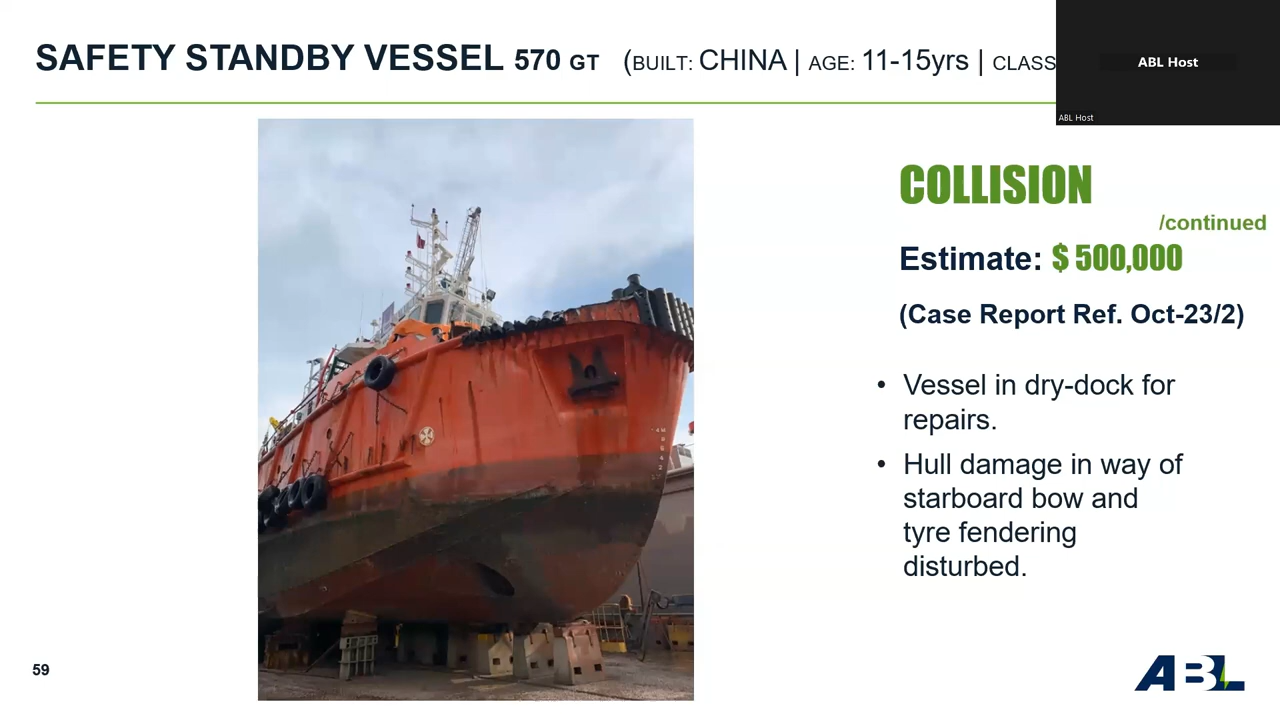 SAFETY STANDBY VESSEL 570 GT (BUILT: CHINA | AGE: 11-15yrs | CLASS
ABL Host
ABL Host
COLLISION
/continued
Estimate: $ 500,000
(Case Report Ref. Oct-23/2)
• Vessel in dry-dock for
repairs.
• Hull damage in way of
starboard bow and
tyre fendering
disturbed.
59
ABL